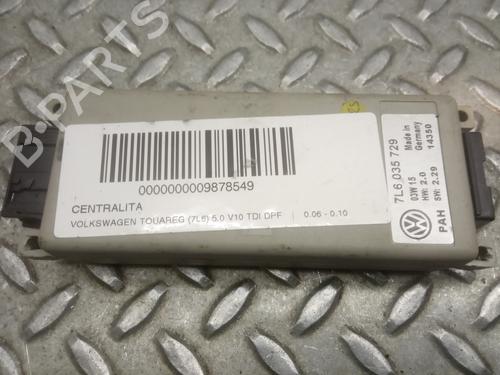 B-PARTS
0000000009878549
CENTRALITA
VOLKSWAGEN TOUAREG (7L6) 5.0 V10 TDI DPF 0.06 - 0.10
7L6 035 729
03W 15 Made in Germany
HW: 2.0
PAH SW: 2.29 14350